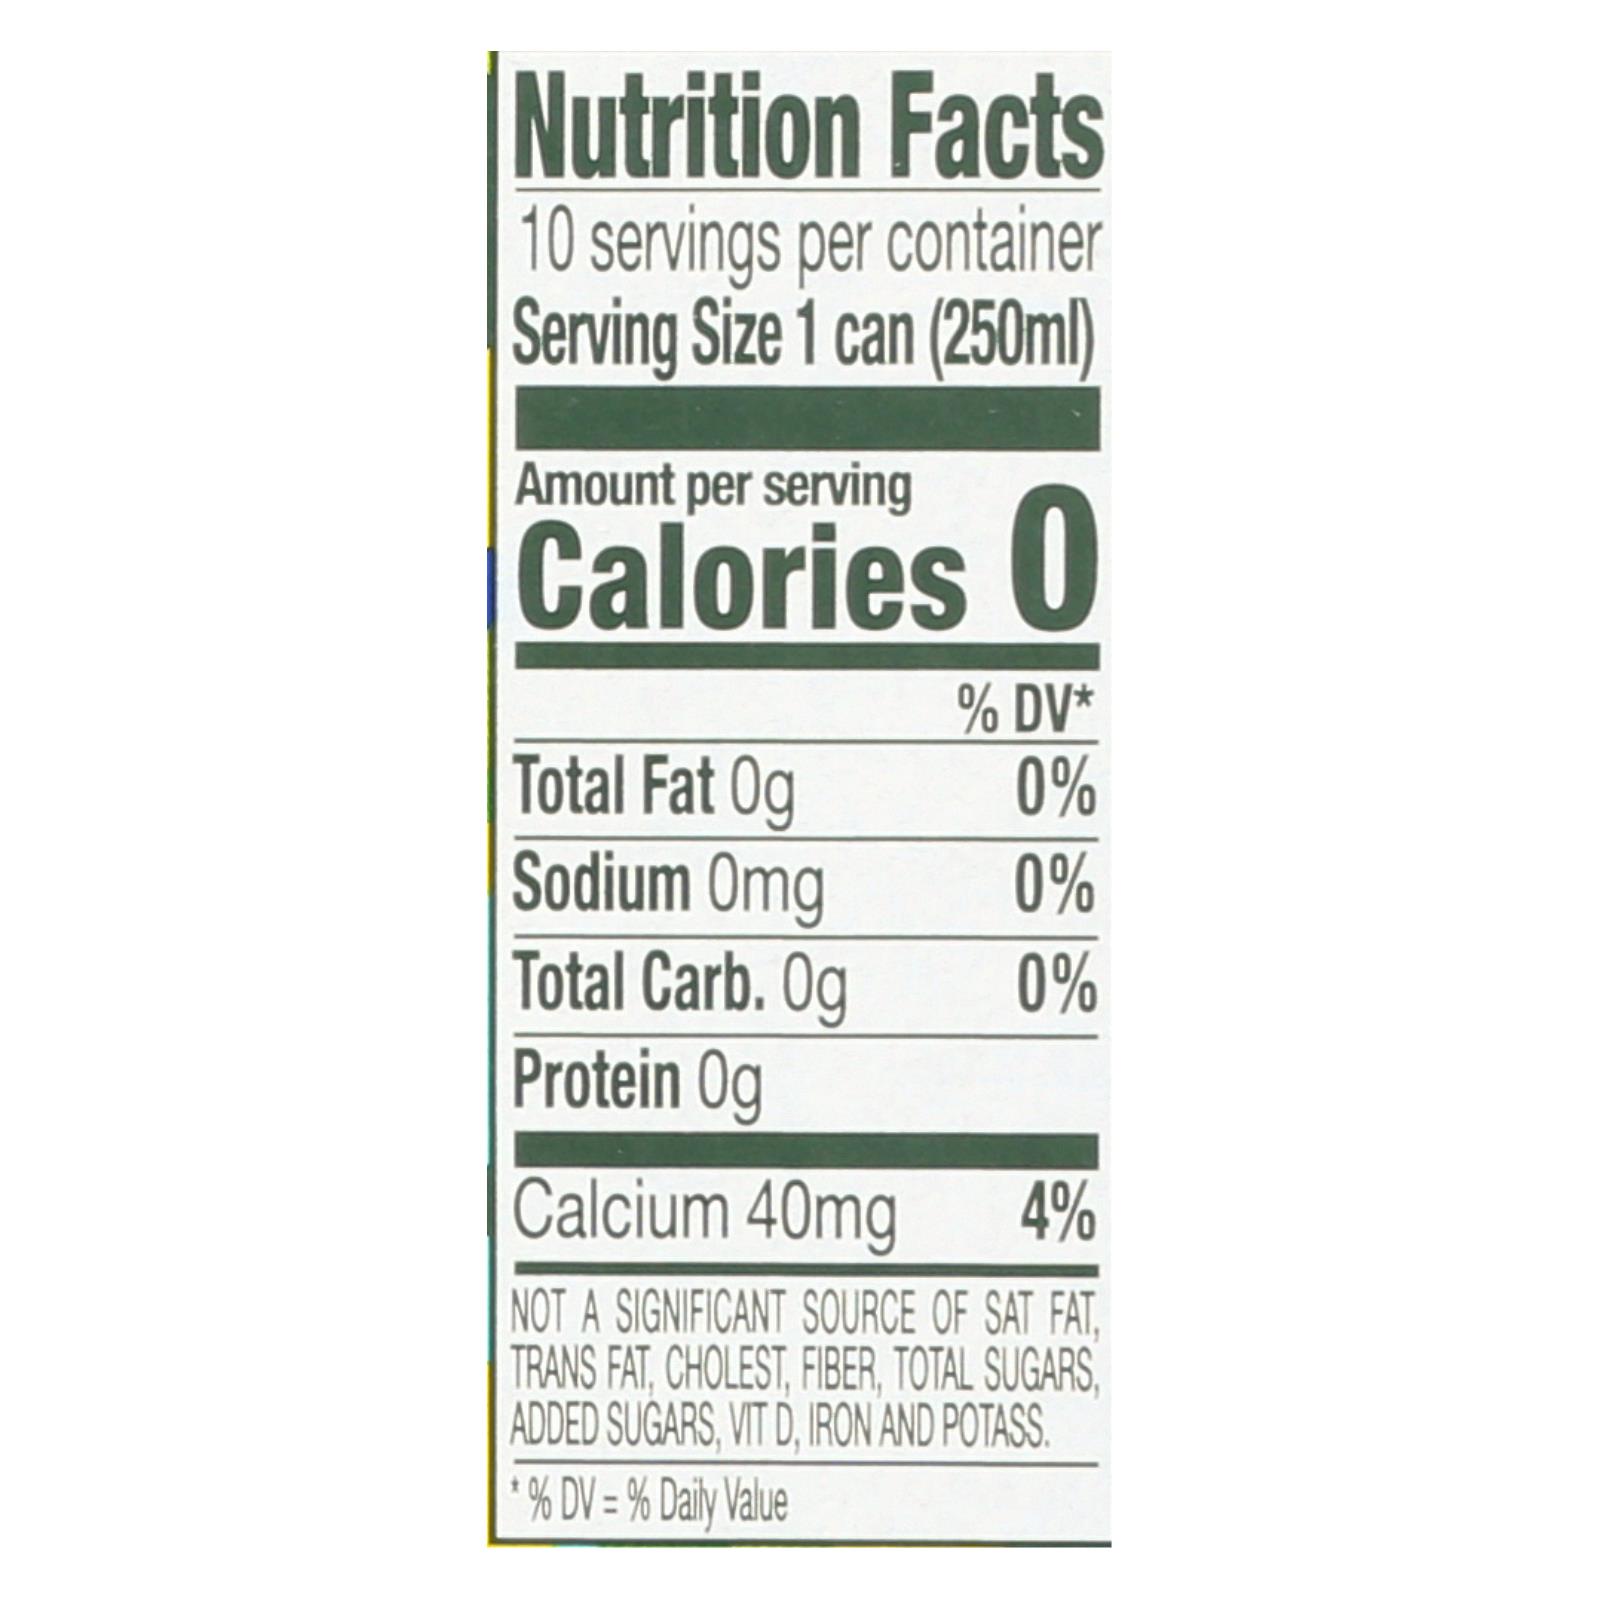 Nutrition Facts
10 servings per container
Serving Size 1 can (250ml)
Amount per serving
Calories 0
% DV*
Total Fat 0g 0%
Sodium 0mg 0%
Total Carb. 0g 0%
Protein 0g
Calcium 40mg 4%
NOT A SIGNIFICANT SOURCE OF SAT FAT,
TRANS FAT, CHOLEST, FIBER, TOTAL SUGARS,
ADDED SUGARS, VIT D, IRON AND POTASS.
* % DV = % Daily Value